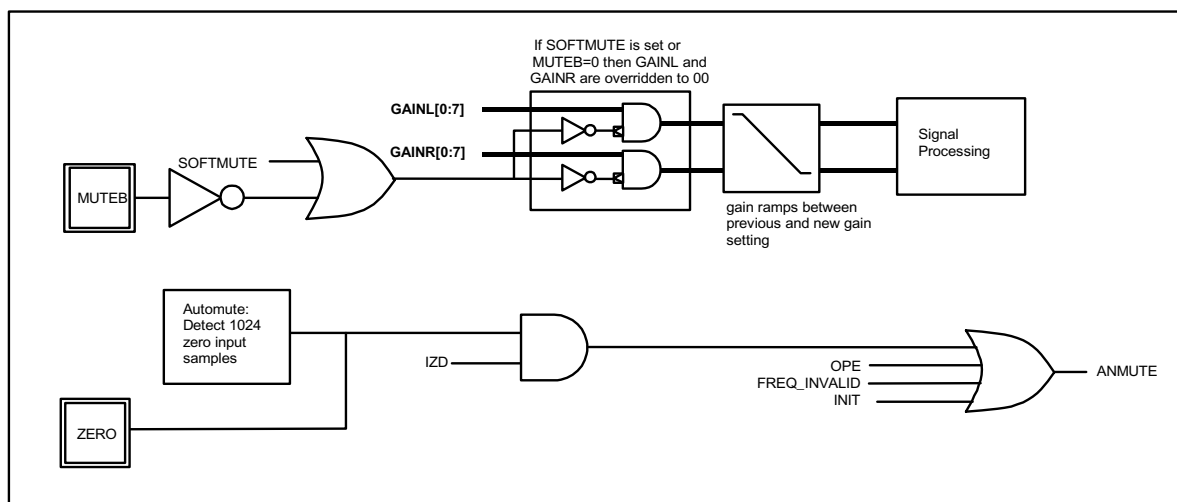 If SOFTMUTE is set or
MUTEB=0 then GAINL and
GAINR are overridden to 00
GAINL[0:7]
GAINR[0:7]
SOFTMUTE
MUTEB
Signal
Processing
gain ramps between
previous and new gain
setting
Automute:
Detect 1024
zero input
samples
IZD
OPE
FREQ_INVALID
INIT
ANMUTE
ZERO